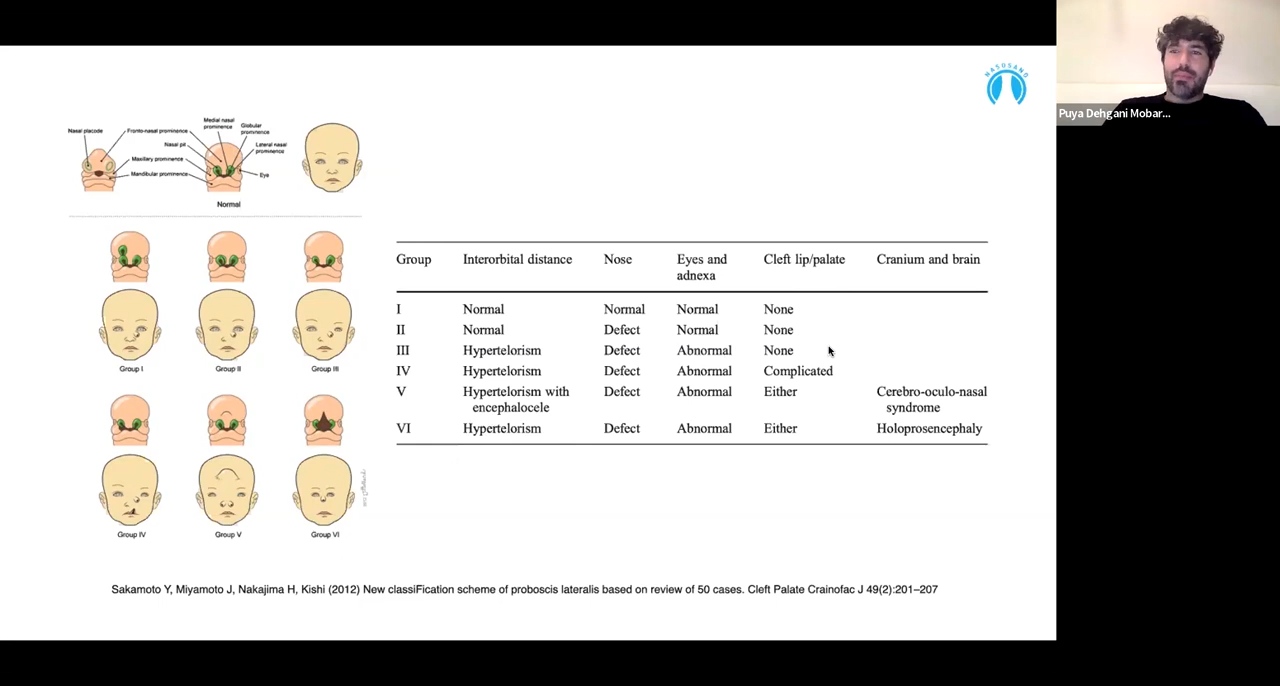 NASOSANO
Puya Dehgani Mobar...
Nasal placode
Fronto-nasal prominence
Nasal pit
Maxillary prominence
Mandibular prominence
Medial nasal
prominence
Globular
prominence
Lateral nasal
prominence
Eye
Normal
Group I
Group II
Group III
Group IV
Group V
Group VI
Group Interorbital distance Nose Eyes and adnexa Cleft lip/palate Cranium and brain
I Normal Normal Normal None
II Normal Defect Normal None
III Hypertelorism Defect Abnormal None
IV Hypertelorism Defect Abnormal Complicated
V Hypertelorism with encephalocele Defect Abnormal Either Cerebro-oculo-nasal syndrome
VI Hypertelorism Defect Abnormal Either Holoprosencephaly
Sakamoto Y, Miyamoto J, Nakajima H, Kishi (2012) New classiFication scheme of proboscis lateralis based on review of 50 cases. Cleft Palate Crainofac J 49(2):201–207